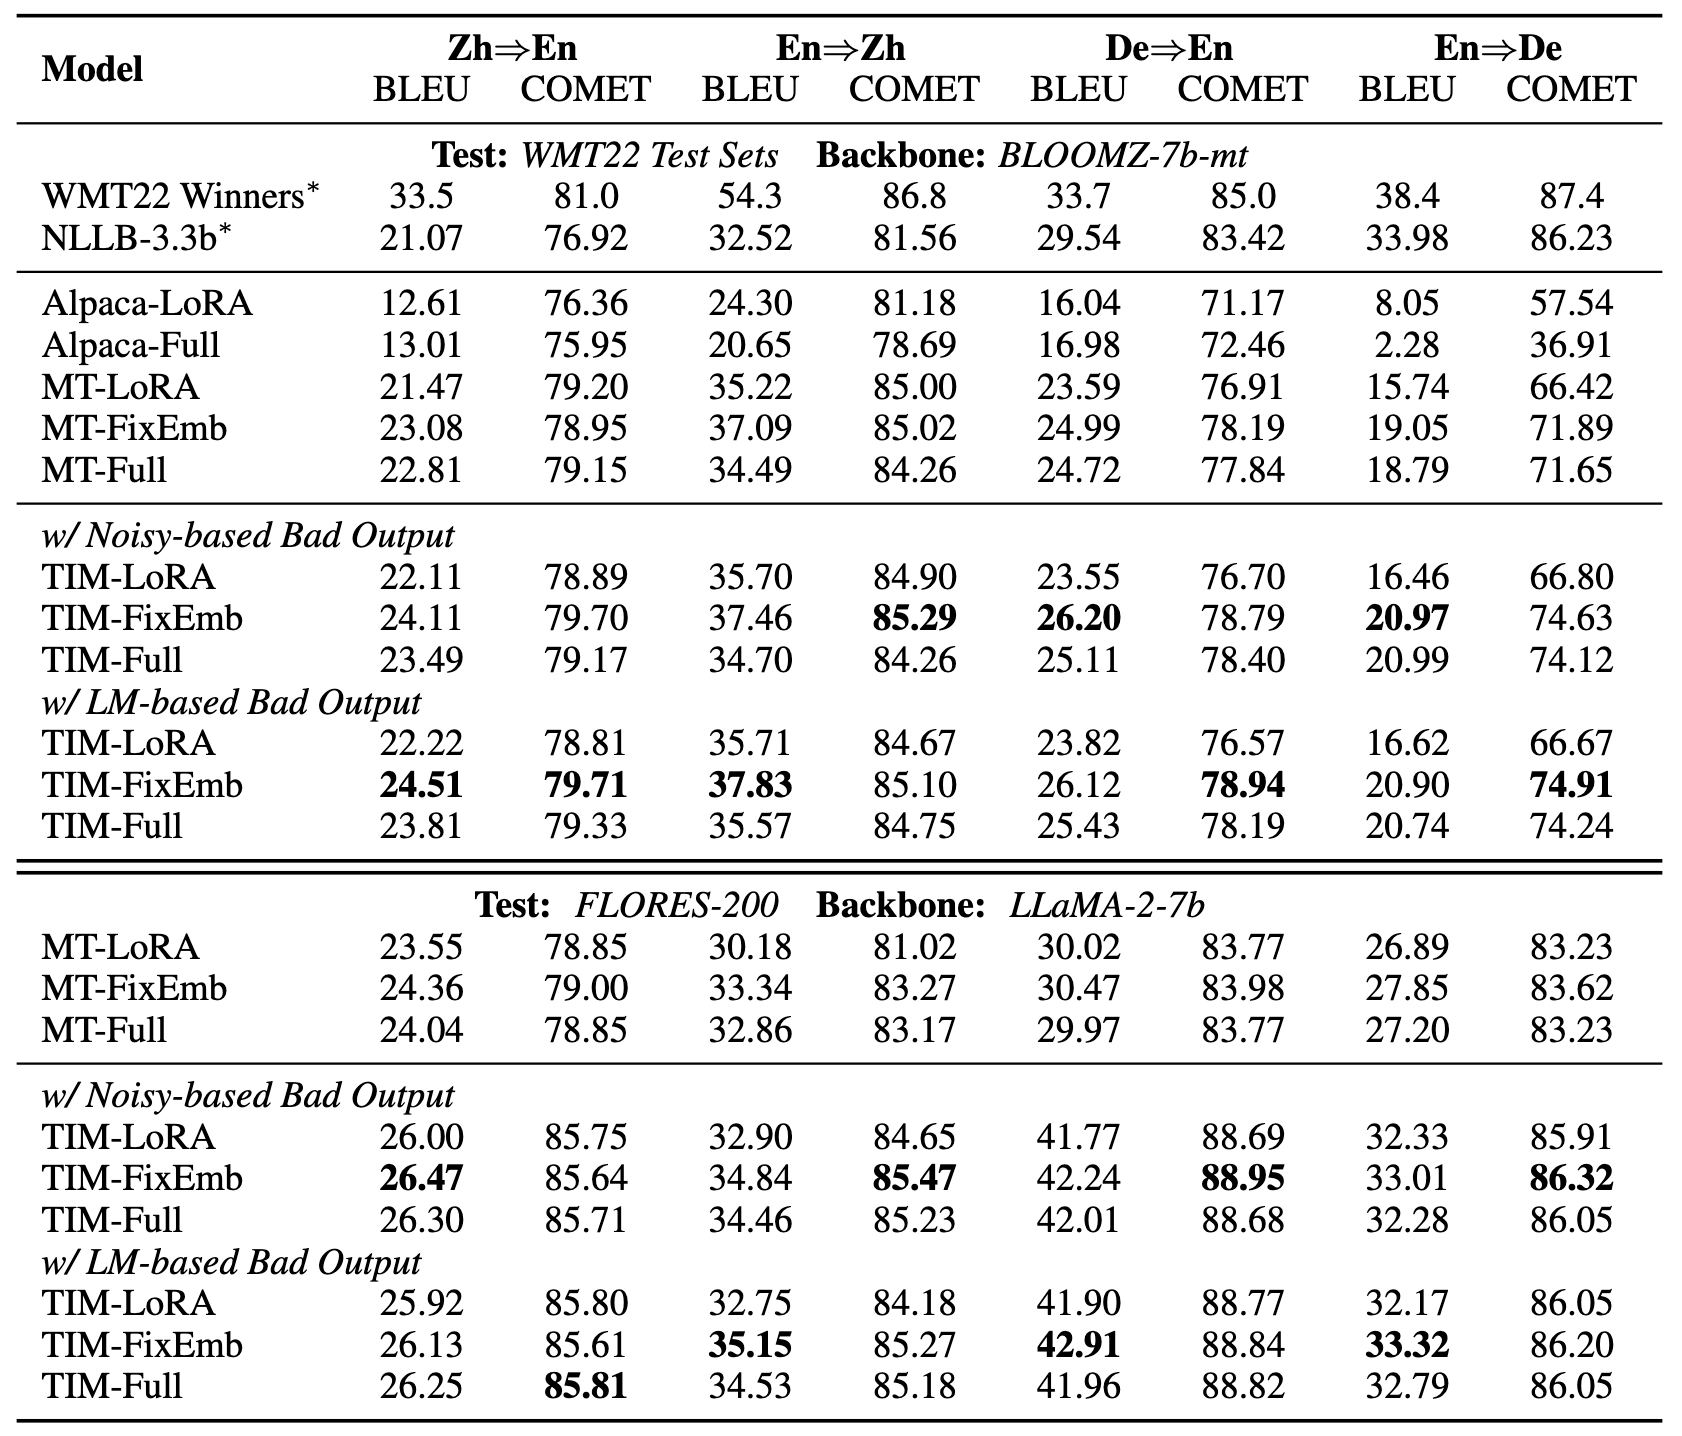 Model Zh⇒En En⇒Zh De⇒En En⇒De
BLEU COMET BLEU COMET BLEU COMET BLEU COMET
Test: WMT22 Test Sets Backbone: BLOOMZ-7b-mt
WMT22 Winners* 33.5 81.0 54.3 86.8 33.7 85.0 38.4 87.4
NLLB-3.3b* 21.07 76.92 32.52 81.56 29.54 83.42 33.98 86.23
Alpaca-LoRA 12.61 76.36 24.30 81.18 16.04 71.17 8.05 57.54
Alpaca-Full 13.01 75.95 20.65 78.69 16.98 72.46 2.28 36.91
MT-LoRA 21.47 79.20 35.22 85.00 23.59 76.91 15.74 66.42
MT-FixEmb 23.08 78.95 37.09 85.02 24.99 78.19 19.05 71.89
MT-Full 22.81 79.15 34.49 84.26 24.72 77.84 18.79 71.65
w/ Noisy-based Bad Output
TIM-LoRA 22.11 78.89 35.70 84.90 23.55 76.70 16.46 66.80
TIM-FixEmb 24.11 79.70 37.46 85.29 26.20 78.79 20.97 74.63
TIM-Full 23.49 79.17 34.70 84.26 25.11 78.40 20.99 74.12
w/ LM-based Bad Output
TIM-LoRA 22.22 78.81 35.71 84.67 23.82 76.57 16.62 66.67
TIM-FixEmb 24.51 79.71 37.83 85.10 26.12 78.94 20.90 74.91
TIM-Full 23.81 79.33 35.57 84.75 25.43 78.19 20.74 74.24
Test: FLORES-200 Backbone: LLaMA-2-7b
MT-LoRA 23.55 78.85 30.18 81.02 30.02 83.77 26.89 83.23
MT-FixEmb 24.36 79.00 33.34 83.27 30.47 83.98 27.85 83.62
MT-Full 24.04 78.85 32.86 83.17 29.97 83.77 27.20 83.23
w/ Noisy-based Bad Output
TIM-LoRA 26.00 85.75 32.90 84.65 41.77 88.69 32.33 85.91
TIM-FixEmb 26.47 85.64 34.84 85.47 42.24 88.95 33.01 86.32
TIM-Full 26.30 85.71 34.46 85.23 42.01 88.68 32.28 86.05
w/ LM-based Bad Output
TIM-LoRA 25.92 85.80 32.75 84.18 41.90 88.77 32.17 86.05
TIM-FixEmb 26.13 85.61 35.15 85.27 42.91 88.84 33.32 86.20
TIM-Full 26.25 85.81 34.53 85.18 41.96 88.82 32.79 86.05